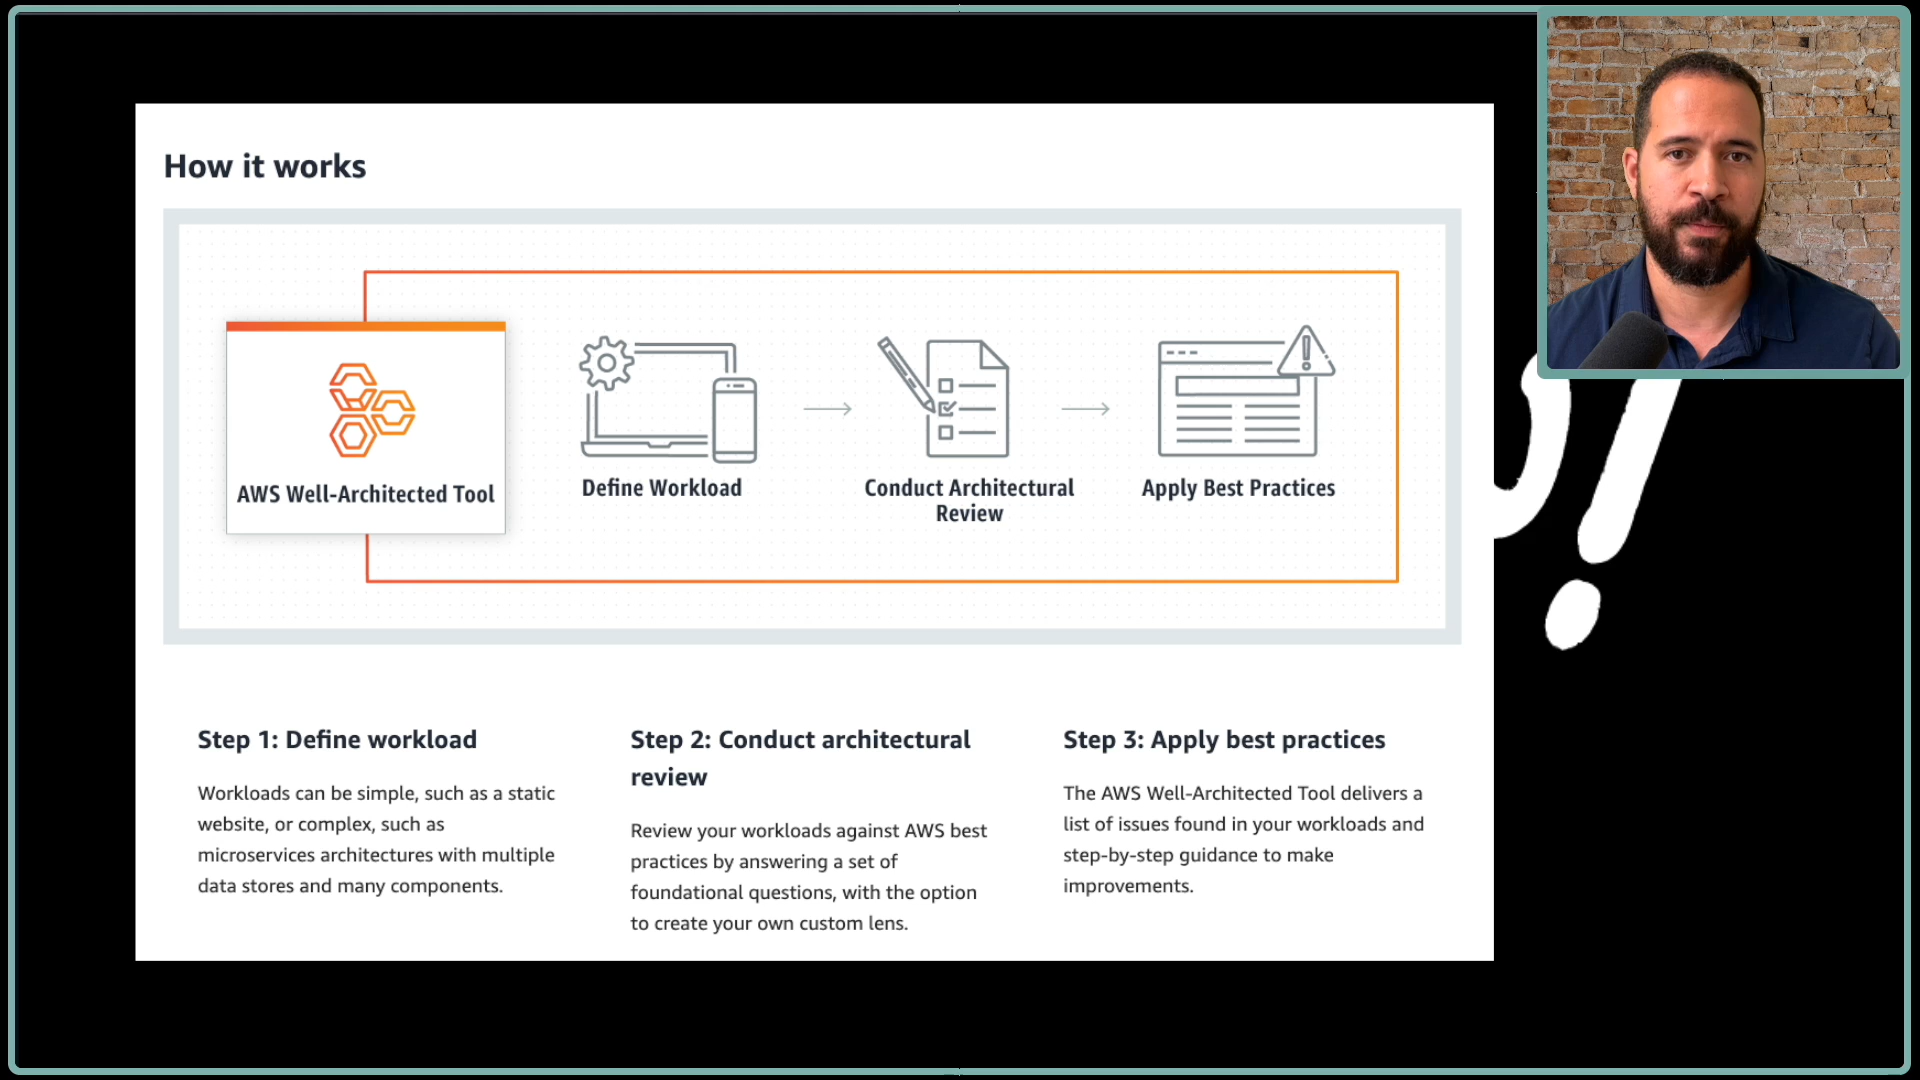 How it works
AWS Well-Architected Tool
Define Workload
Conduct Architectural
Review
Apply Best Practices
Step 1: Define workload
Workloads can be simple, such as a static
website, or complex, such as
microservices architectures with multiple
data stores and many components.
Step 2: Conduct architectural
review
Review your workloads against AWS best
practices by answering a set of
foundational questions, with the option
to create your own custom lens.
Step 3: Apply best practices
The AWS Well-Architected Tool delivers a
list of issues found in your workloads and
step-by-step guidance to make
improvements.